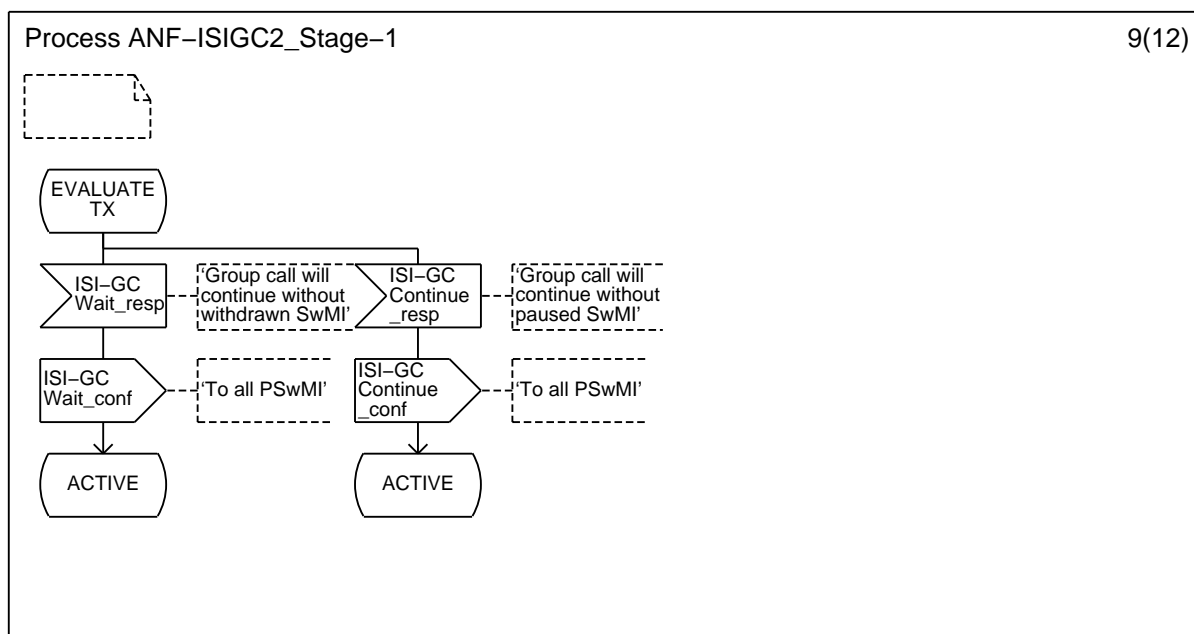 Process ANF−ISIGC2_Stage−1
9(12)
EVALUATE
TX
ISI−GC
Wait_resp
‘Group call will
continue without
withdrawn SwMI’
ISI−GC
Continue
_resp
‘Group call will
continue without
paused SwMI’
ISI−GC
Wait_conf
‘To all PSwMI’
ISI−GC
Continue
_conf
‘To all PSwMI’
ACTIVE
ACTIVE